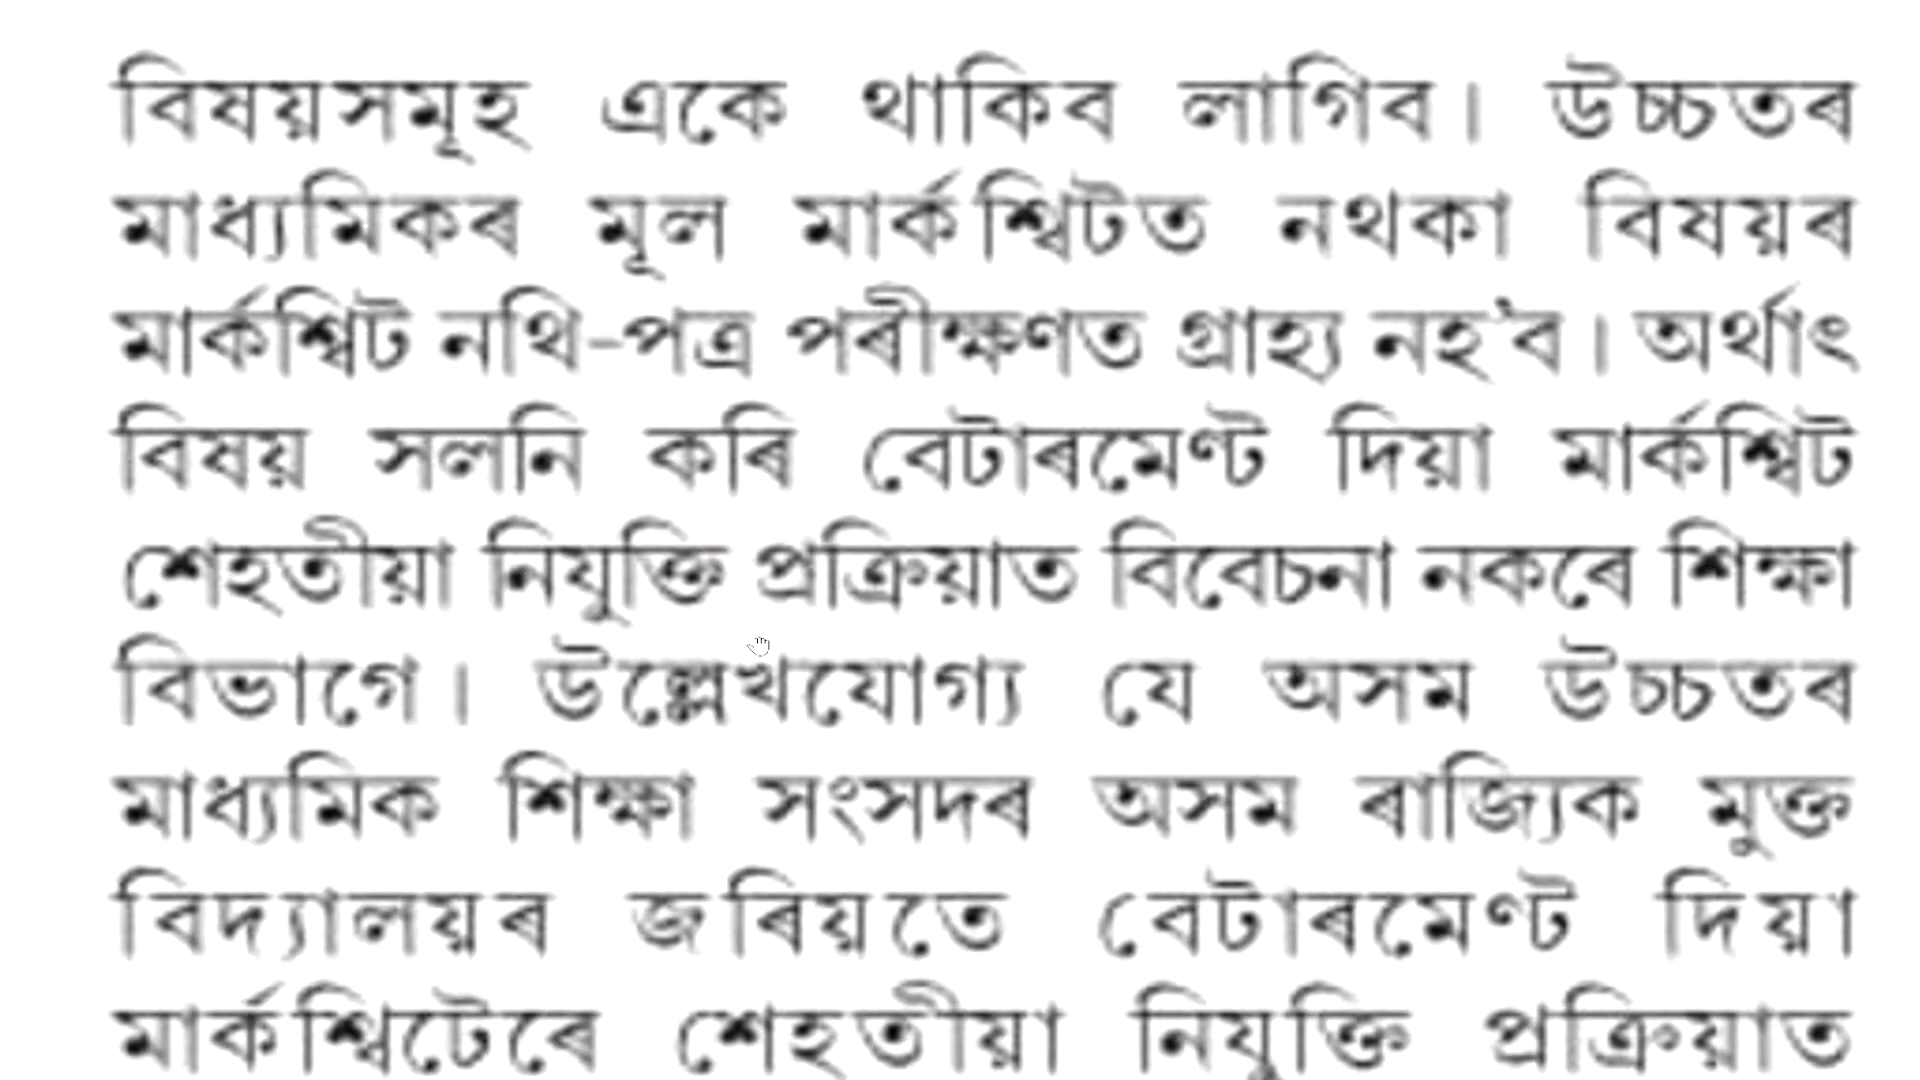 বিষয়সমূহ একে থাকিব লাগিব। উচ্চতৰ
মাধ্যমিকৰ মূল মাৰ্কশ্বিটত নথকা বিষয়ৰ
মাৰ্কশ্বিট নথি-পত্ৰ পৰীক্ষণত গ্ৰাহ্য নহ'ব। অৰ্থাৎ
বিষয় সলনি কৰি বেটাৰমেণ্ট দিয়া মাৰ্কশ্বিট
শেহতীয়া নিযুক্তি প্ৰক্ৰিয়াত বিবেচনা নকৰে শিক্ষা
বিভাগে। উল্লেখযোগ্য যে অসম উচ্চতৰ
মাধ্যমিক শিক্ষা সংসদৰ অসম ৰাজ্যিক মুক্ত
বিদ্যালয়ৰ জৰিয়তে বেটাৰমেণ্ট দিয়া
মাৰ্কশ্বিটেৰে শেহতীয়া নিযুক্তি প্ৰক্ৰিয়াত